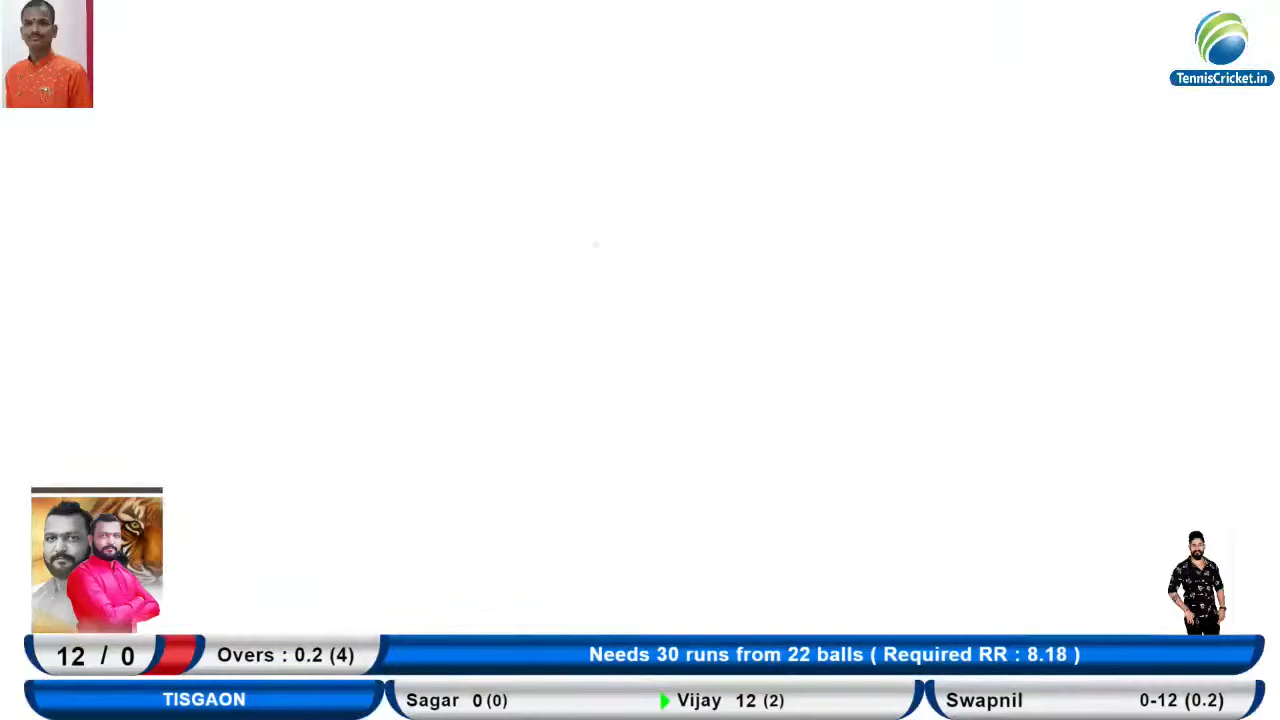 TennisCricket.in
12 / 0
Overs : 0.2 (4)
Needs 30 runs from 22 balls ( Required RR : 8.18 )
TISGAON
Sagar 0 (0)
Vijay 12 (2)
Swapnil 0-12 (0.2)